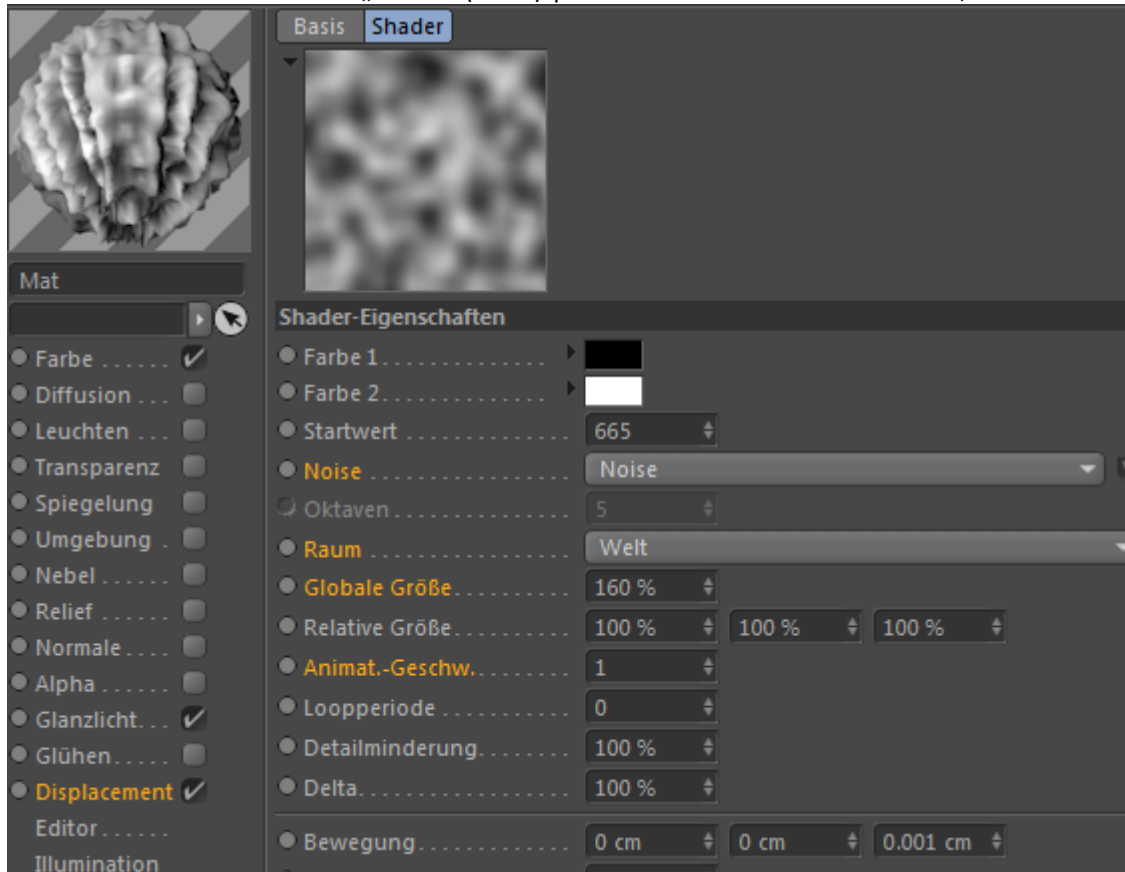 Basis Shader
Mat
Shader-Eigenschaften
Farbe
Diffusion
Leuchten
Transparenz
Spiegelung
Umgebung
Nebel
Relief
Normale
Alpha
Glanzlicht
Glühen
Displacement
Editor
Illumination
Farbe 1
Farbe 2
Startwert 665
Noise Noise
Oktaven 5
Raum Welt
Globale Größe 160 %
Relative Größe 100 % 100 % 100 %
Animat.-Geschw. 1
Loopperiode 0
Detailminderung 100 %
Delta 100 %
Bewegung 0 cm 0 cm 0.001 cm